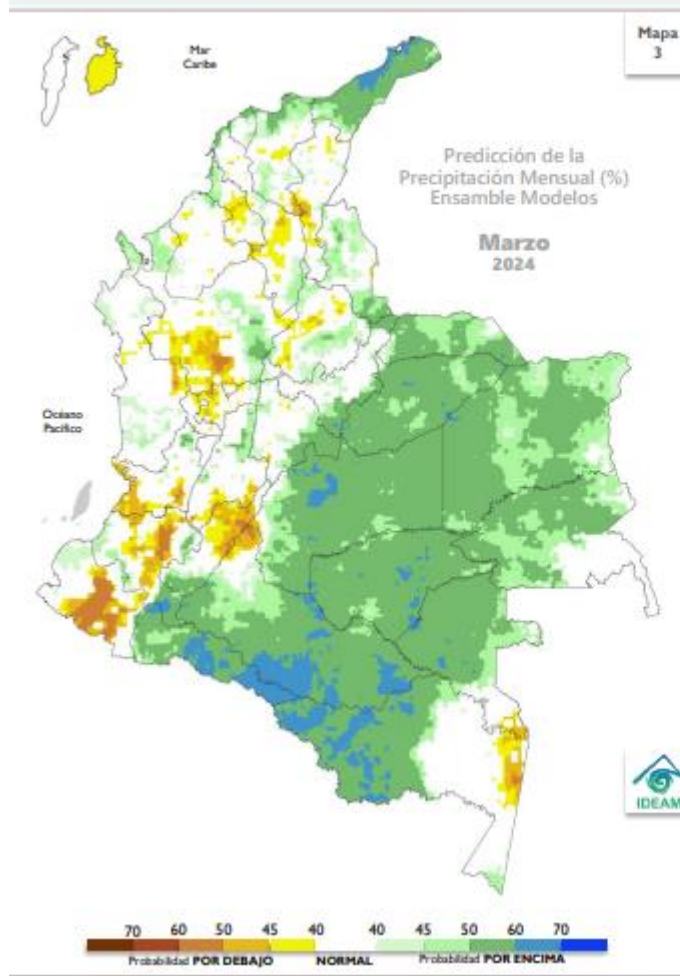 Mapa
3
Mar
Caribe
Predicción de la
Precipitación Mensual (%)
Ensamble Modelos
Marzo
2024
Océano
Pacífico
IDEAM
70 60 50 45 40 40 45 50 60 70
Probabilidad POR DEBAJO NORMAL Probabilidad POR ENCIMA